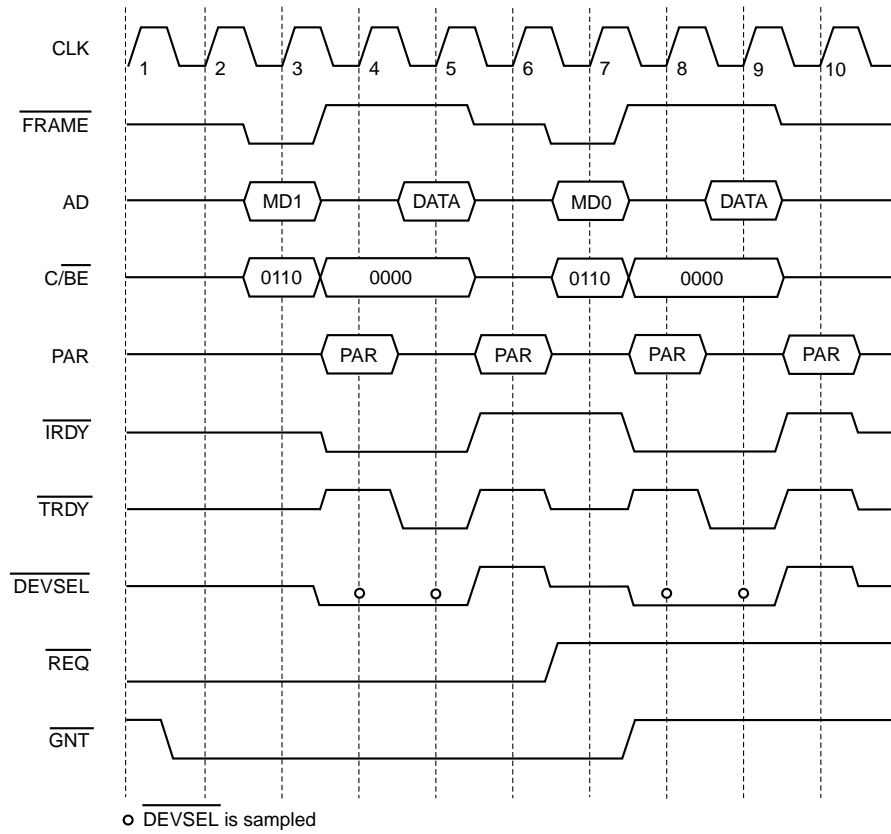 CLK
1 2 3 4 5 6 7 8 9 10
FRAME
AD MD1 DATA MD0 DATA
C/BE 0110 0000 0110 0000
PAR PAR PAR PAR PAR
IRDY
TRDY
DEVSEL
REQ
GNT
DEVSEL is sampled